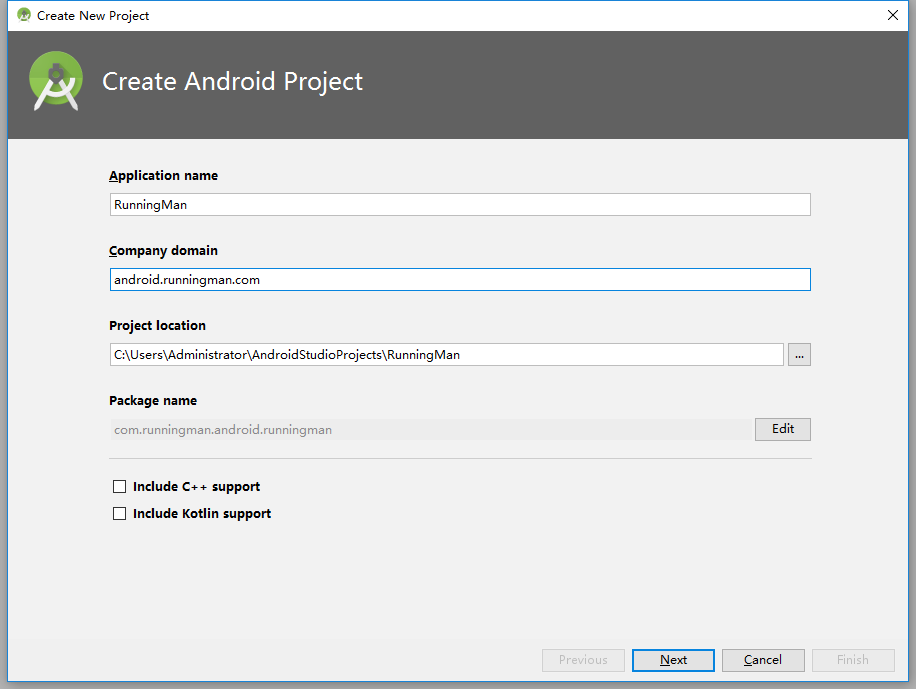 Create New Project
Create Android Project
Application name
RunningMan
Company domain
android.runningman.com
Project location
C:\Users\Administrator\AndroidStudioProjects\RunningMan
...
Package name
com.runningman.android.runningman
Edit
Include C++ support
Include Kotlin support
Previous Next Cancel Finish